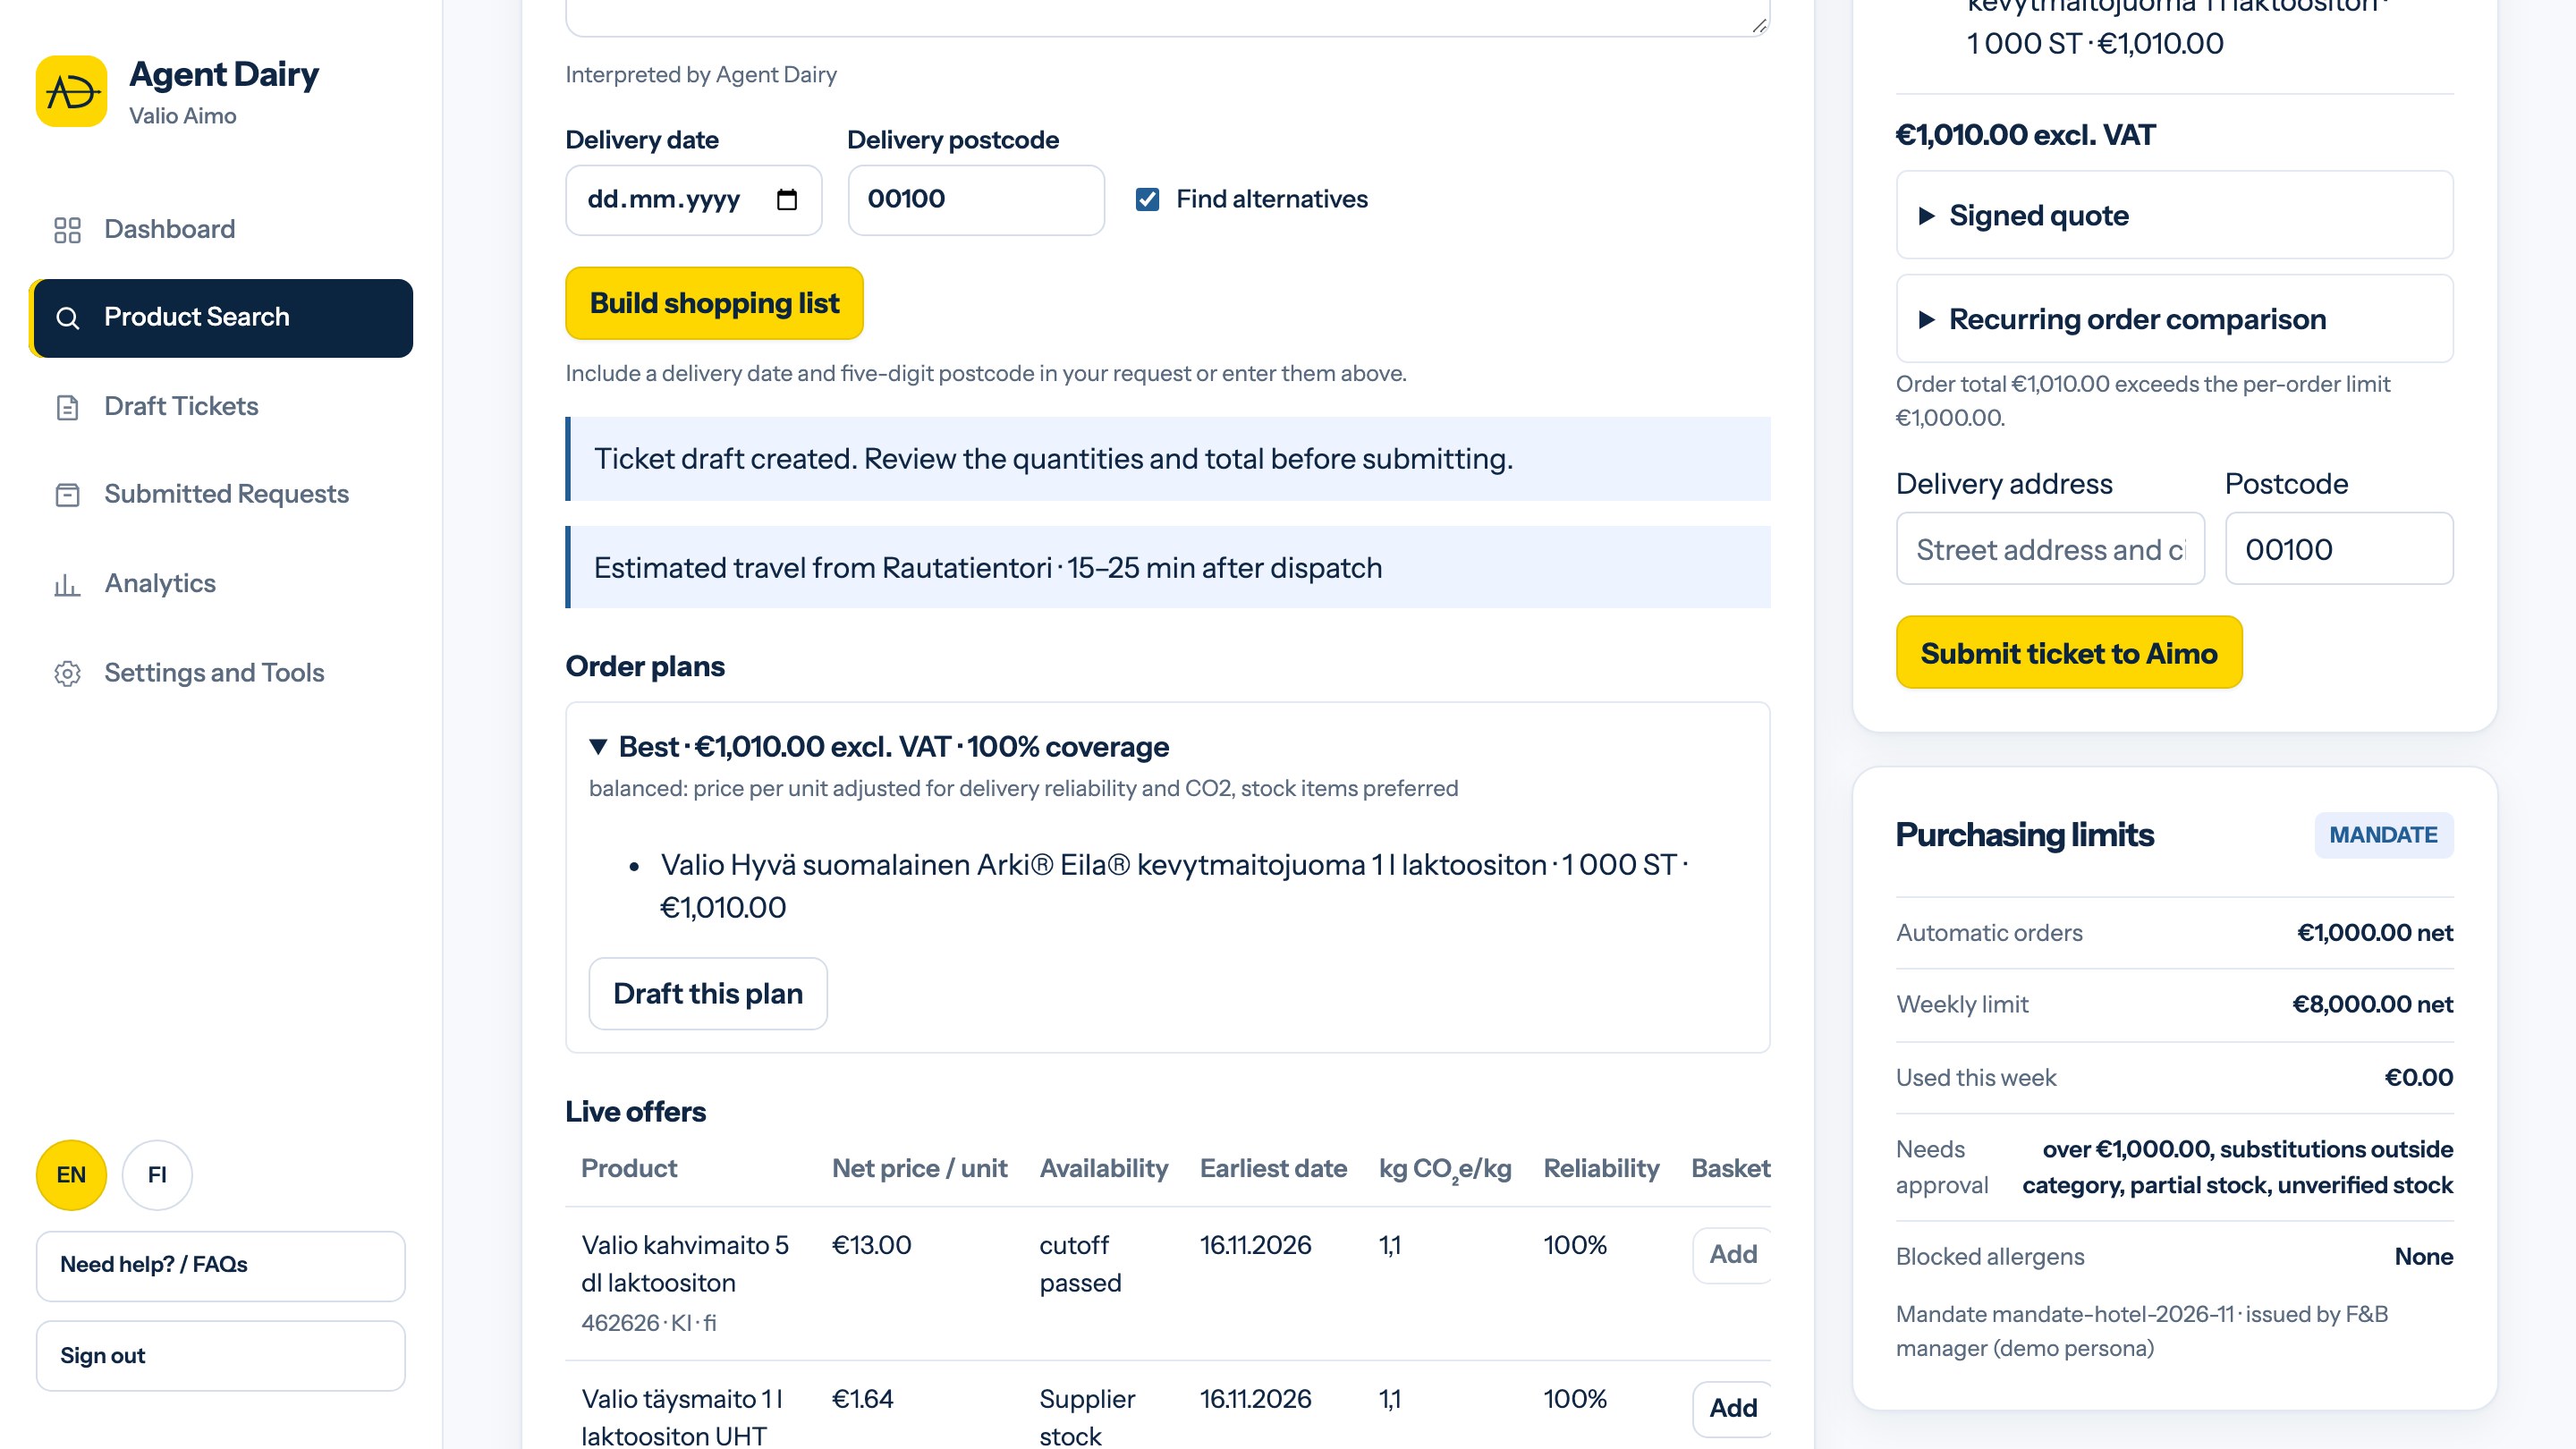 Agent Dairy
Valio Aimo
Dashboard
Product Search
Draft Tickets
Submitted Requests
Analytics
Settings and Tools
EN
FI
Need help? / FAQs
Sign out
Interpreted by Agent Dairy
Delivery date
Delivery postcode
dd.mm.yyyy
00100
Find alternatives
Build shopping list
Include a delivery date and five-digit postcode in your request or enter them above.
Ticket draft created. Review the quantities and total before submitting.
Estimated travel from Rautatientori · 15–25 min after dispatch
Order plans
Best · €1,010.00 excl. VAT · 100% coverage
balanced: price per unit adjusted for delivery reliability and CO2, stock items preferred
• Valio Hyvä suomalainen Arki® Eila® kevytmaitojuoma 1 l laktoositon · 1 000 ST ·
€1,010.00
Draft this plan
Live offers
Product Net price / unit Availability Earliest date kg CO₂e/kg Reliability Basket
Valio kahvimaito 5 €13.00 cutoff 16.11.2026 1,1 100% Add
dl laktoositon passed
462626 · KI · fi
Valio täysmaito 1 l €1.64 Supplier 16.11.2026 1,1 100% Add
laktoositon UHT stock
kevytmaitojuoma 1 l laktoositon ·
1 000 ST · €1,010.00
€1,010.00 excl. VAT
Signed quote
Recurring order comparison
Order total €1,010.00 exceeds the per-order limit
€1,000.00.
Delivery address
Postcode
Street address and ci
00100
Submit ticket to Aimo
Purchasing limits
MANDATE
Automatic orders €1,000.00 net
Weekly limit €8,000.00 net
Used this week €0.00
Needs over €1,000.00, substitutions outside
approval category, partial stock, unverified stock
Blocked allergens None
Mandate mandate-hotel-2026-11 · issued by F&B
manager (demo persona)